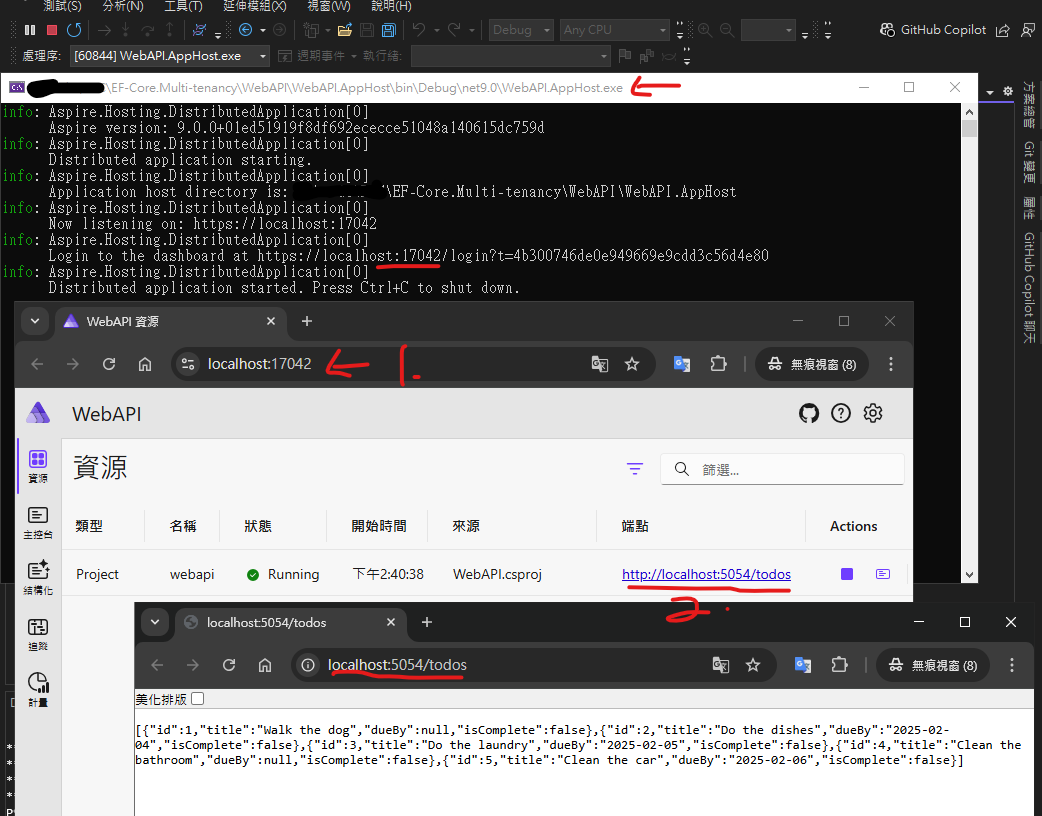 測試(S) 分析(N) 工具(T) 延伸模組(X) 視窗(W) 說明(H)
Debug Any CPU GitHub Copilot
處理序: [60844] WebAPI.AppHost.exe 週期事件 執行緒:
\EF-Core.Multi-tenancy\WebAPI\WebAPI.AppHost\bin\Debug\net9.0\WebAPI.AppHost.exe
info: Aspire.Hosting.DistributedApplication[0]
Aspire version: 9.0.0+01ed51919f8df692ececce51048a140615dc759d
info: Aspire.Hosting.DistributedApplication[0]
Distributed application starting.
info: Aspire.Hosting.DistributedApplication[0]
Application host directory is: \EF-Core.Multi-tenancy\WebAPI\WebAPI.AppHost
info: Aspire.Hosting.DistributedApplication[0]
Now listening on: https://localhost:17042
info: Aspire.Hosting.DistributedApplication[0]
Login to the dashboard at https://localhost:17042/login?t=4b300746de0e949669e9cdd3c56d4e80
info: Aspire.Hosting.DistributedApplication[0]
Distributed application started. Press Ctrl+C to shut down.
方案總管
Git 變更
屬性
GitHub Copilot 聊天
WebAPI 資源
localhost:17042 1. 無痕視窗 (8)
WebAPI
資源
主控台
結構化
追蹤
計量
資源 篩選...
類型 名稱 狀態 開始時間 來源 端點 Actions
Project webapi Running 下午2:40:38 WebAPI.csproj http://localhost:5054/todos
2.
localhost:5054/todos
localhost:5054/todos 無痕視窗 (8)
美化排版
[{"id":1,"title":"Walk the dog","dueBy":null,"isComplete":false},{"id":2,"title":"Do the dishes","dueBy":"2025-02-
04","isComplete":false},{"id":3,"title":"Do the laundry","dueBy":"2025-02-05","isComplete":false},{"id":4,"title":"Clean the
bathroom","dueBy":null,"isComplete":false},{"id":5,"title":"Clean the car","dueBy":"2025-02-06","isComplete":false}]